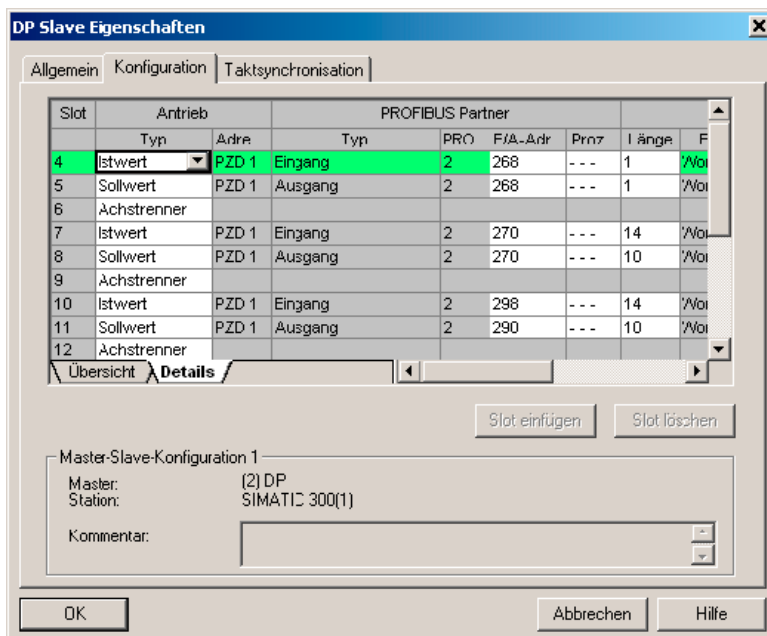 DP Slave Eigenschaften
Allgemein Konfiguration Taktsynchronisation
Slot Antrieb PROFIBUS Partner
Typ Adre Typ PRO E/A-Adr Proz Länge
4 Istwert PZD 1 Eingang 2 268 - - - 1
5 Sollwert PZD 1 Ausgang 2 268 - - - 1
6 Achstrenner
7 Istwert PZD 1 Eingang 2 270 - - - 14
8 Sollwert PZD 1 Ausgang 2 270 - - - 10
9 Achstrenner
10 Istwert PZD 1 Eingang 2 298 - - - 14
11 Sollwert PZD 1 Ausgang 2 290 - - - 10
12 Achstrenner
Übersicht Details
Slot einfügen Slot löschen
Master-Slave-Konfiguration 1
Master: (2) DP
Station: SIMATIC 300(1)
Kommentar:
OK Abbrechen Hilfe